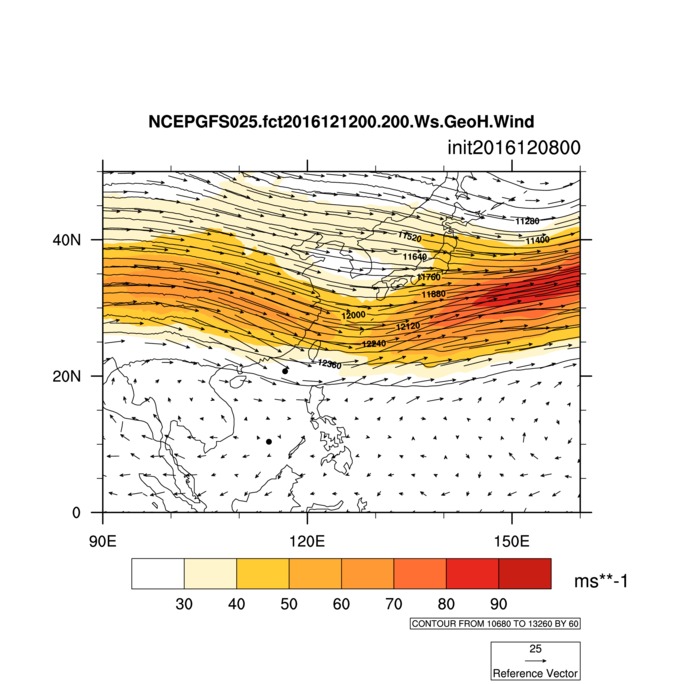 NCEPGFS025.fct2016121200.200.Ws.GeoH.Wind
init2016120800
11280
11520
11400
40N
11640
11760
11880
12000
12120
12240
12360
20N
0
90E 120E 150E
ms**-1
30 40 50 60 70 80 90
CONTOUR FROM 10680 TO 13260 BY 60
25
Reference Vector